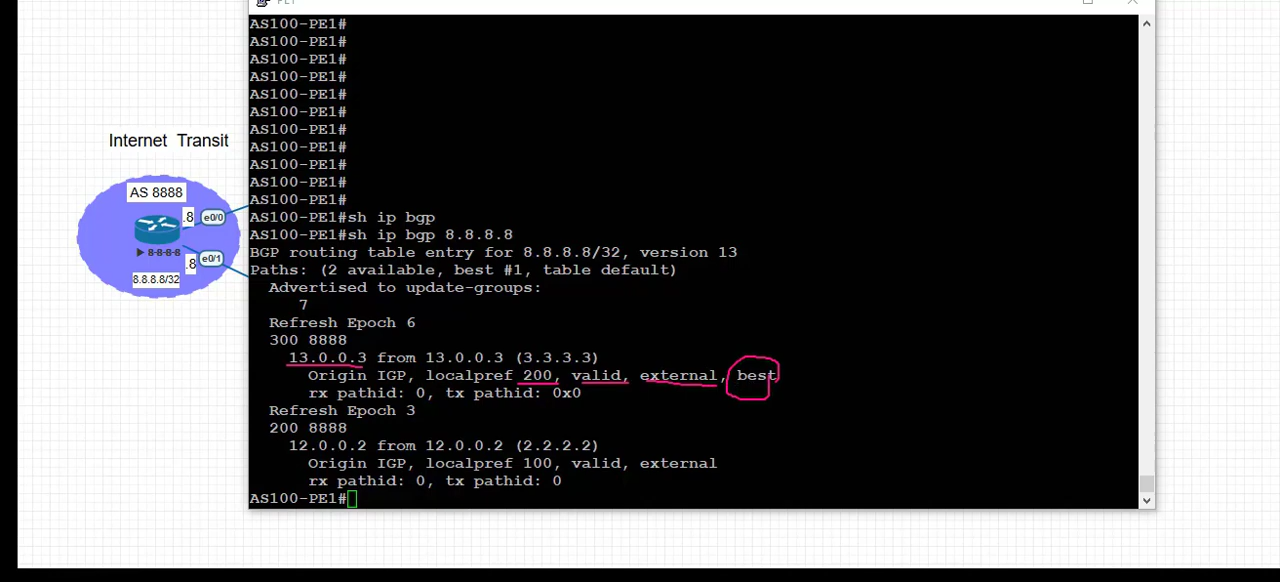 PE1
AS100-PE1#
AS100-PE1#
AS100-PE1#
AS100-PE1#
AS100-PE1#
AS100-PE1#
AS100-PE1#
AS100-PE1#
AS100-PE1#
AS100-PE1#
AS100-PE1#
AS100-PE1#sh ip bgp
AS100-PE1#sh ip bgp 8.8.8.8
BGP routing table entry for 8.8.8.8/32, version 13
Paths: (2 available, best #1, table default)
Advertised to update-groups:
7
Refresh Epoch 6
300 8888
13.0.0.3 from 13.0.0.3 (3.3.3.3)
Origin IGP, localpref 200, valid, external, best
rx pathid: 0, tx pathid: 0x0
Refresh Epoch 3
200 8888
12.0.0.2 from 12.0.0.2 (2.2.2.2)
Origin IGP, localpref 100, valid, external
rx pathid: 0, tx pathid: 0
AS100-PE1#
Internet Transit
AS 8888
.8 e0/0
8-8-8-8
.8 e0/1
8.8.8.8/32